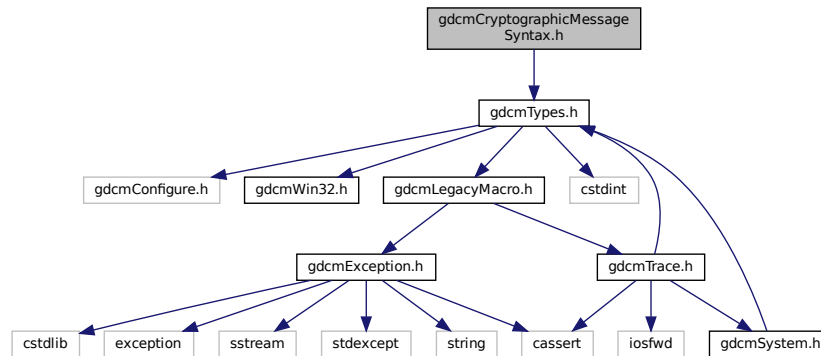 gdcmCryptographicMessage
Syntax.h
gdcmTypes.h
gdcmConfigure.h
gdcmWin32.h
gdcmLegacyMacro.h
cstdint
gdcmException.h
gdcmTrace.h
cstdlib
exception
sstream
stdexcept
string
cassert
iosfwd
gdcmSystem.h